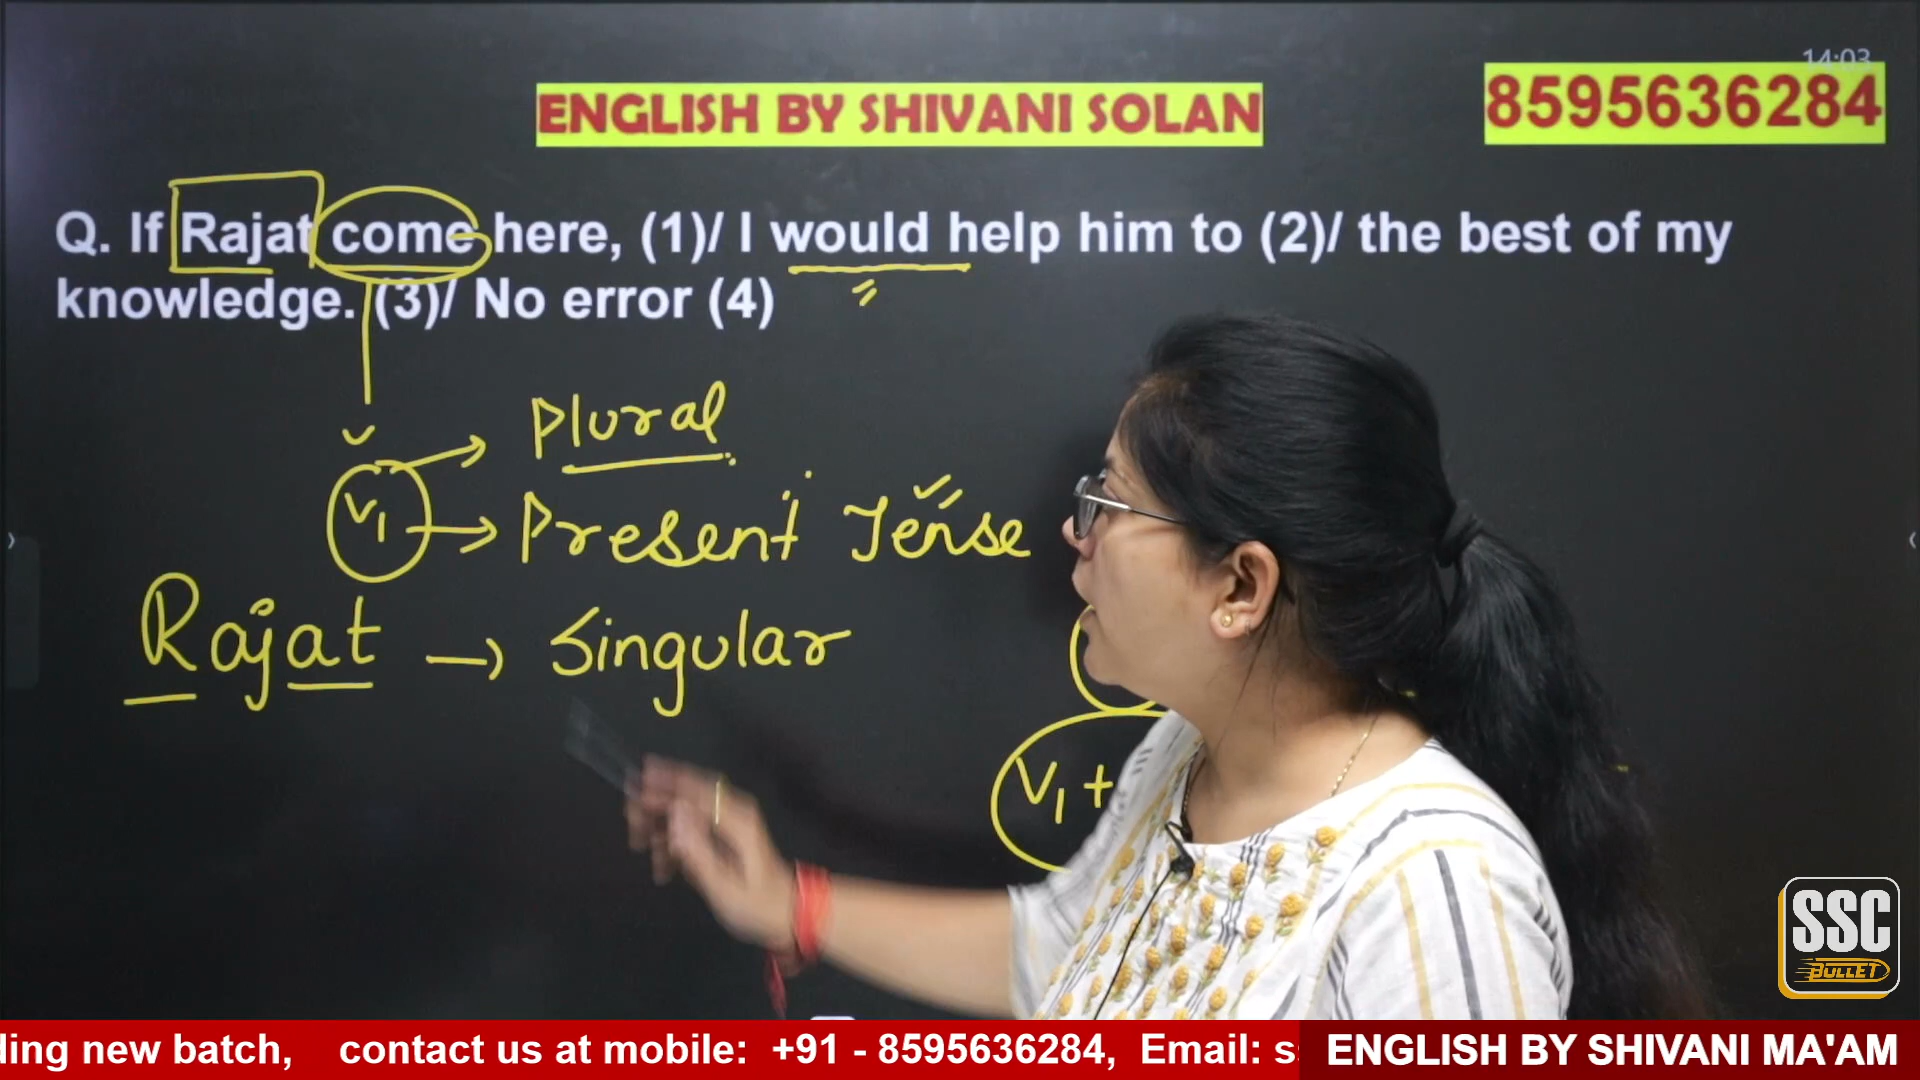 14:03
ENGLISH BY SHIVANI SOLAN
8595636284
Q. If Rajat come here, (1)/ I would help him to (2)/ the best of my
knowledge. (3)/ No error (4)
Plural
V1
Present Tense
Rajat → Singular
V1 +
SSC
BULLET
ding new batch, contact us at mobile: +91 - 8595636284, Email: s
ENGLISH BY SHIVANI MA'AM